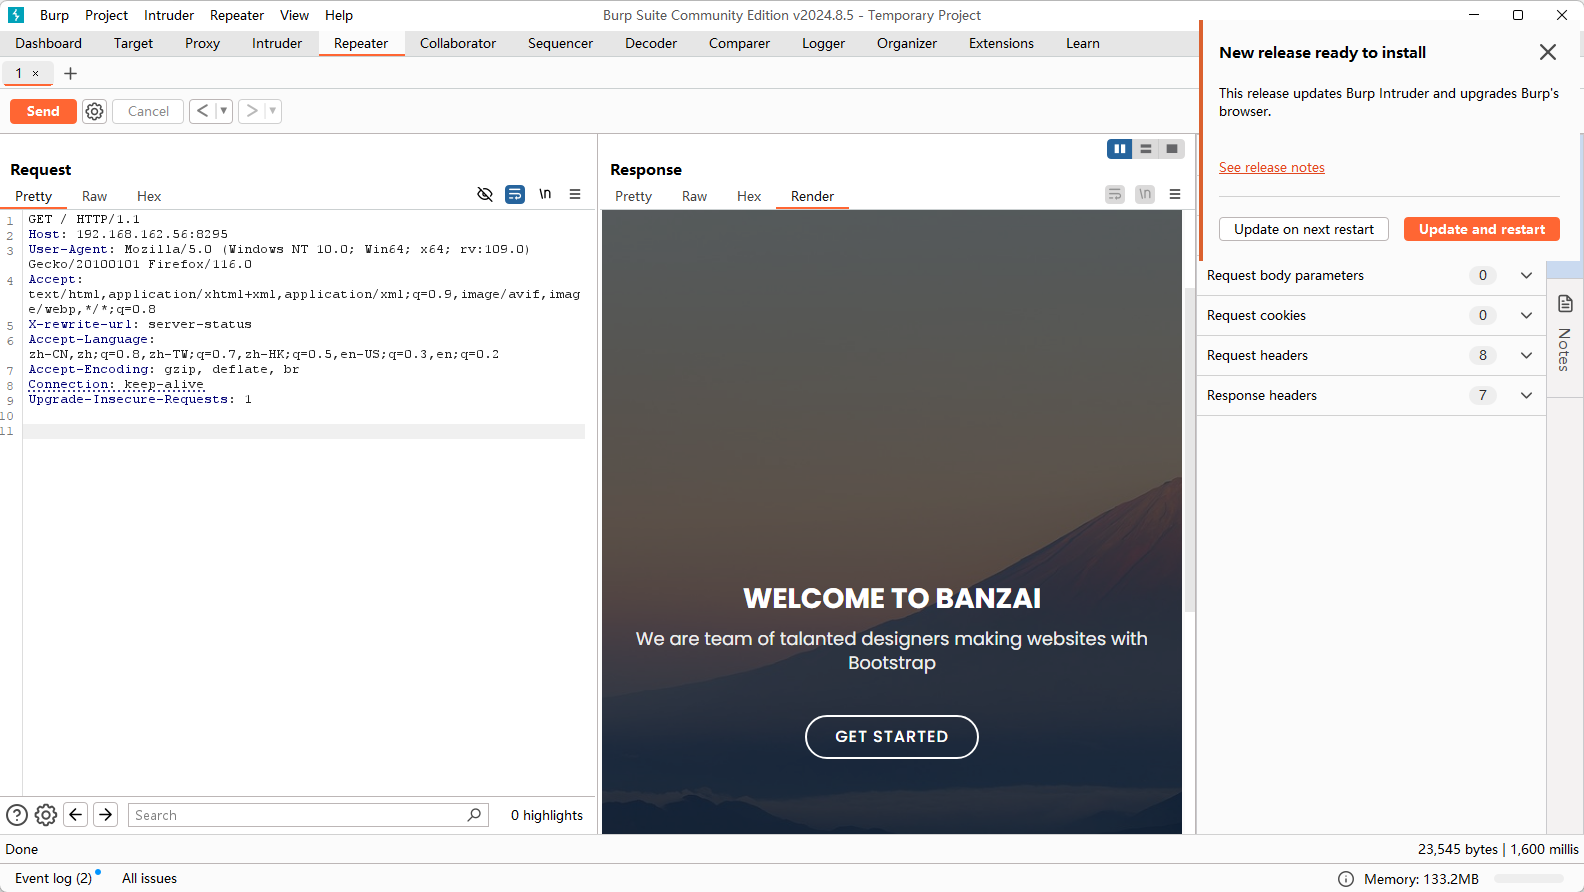 Burp Project Intruder Repeater View Help
Burp Suite Community Edition v2024.8.5 - Temporary Project
Dashboard Target Proxy Intruder Repeater Collaborator Sequencer Decoder Comparer Logger Organizer Extensions Learn
1 ×
Send Cancel
Request
Pretty Raw Hex \n
1 GET / HTTP/1.1
2 Host: 192.168.162.56:8295
3 User-Agent: Mozilla/5.0 (Windows NT 10.0; Win64; x64; rv:109.0)
Gecko/20100101 Firefox/116.0
4 Accept:
text/html,application/xhtml+xml,application/xml;q=0.9,image/avif,imag
e/webp,*/*;q=0.8
5 X-rewrite-url: server-status
6 Accept-Language:
zh-CN,zh;q=0.8,zh-TW;q=0.7,zh-HK;q=0.5,en-US;q=0.3,en;q=0.2
7 Accept-Encoding: gzip, deflate, br
8 Connection: keep-alive
9 Upgrade-Insecure-Requests: 1
10
11
Search
0 highlights
Response
Pretty Raw Hex Render \n
WELCOME TO BANZAI
We are team of talanted designers making websites with
Bootstrap
GET STARTED
New release ready to install
This release updates Burp Intruder and upgrades Burp's
browser.
See release notes
Update on next restart Update and restart
Request body parameters 0
Request cookies 0
Request headers 8
Response headers 7
Notes
Done
23,545 bytes | 1,600 millis
Event log (2) All issues
Memory: 133.2MB